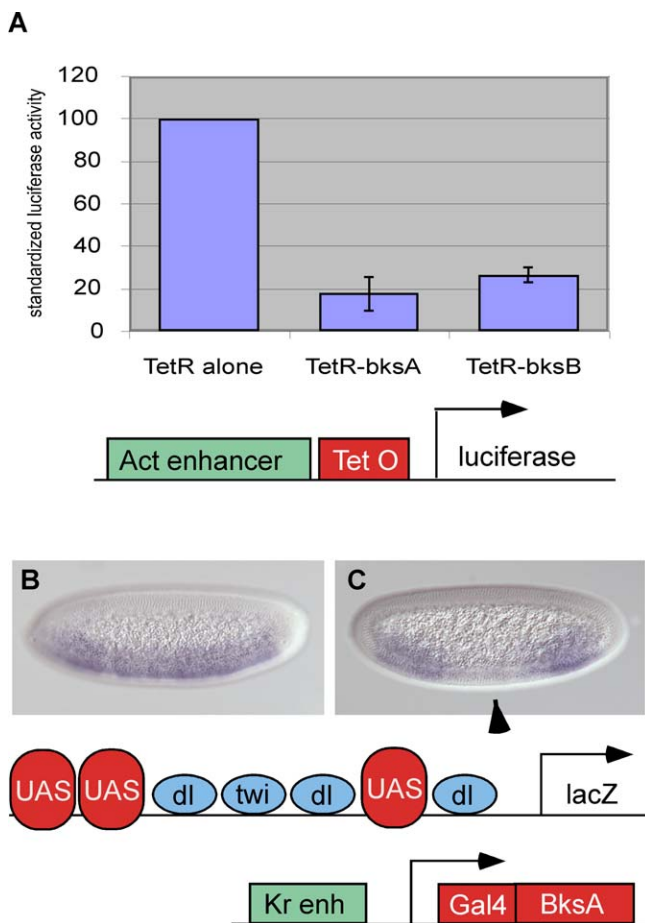 A
standardized luciferase activity
120
100
80
60
40
20
0
TetR alone TetR-bksA TetR-bksB
Act enhancer Tet O luciferase
B C
UAS UAS dl twi dl UAS dl lacZ
Kr enh Gal4 BksA